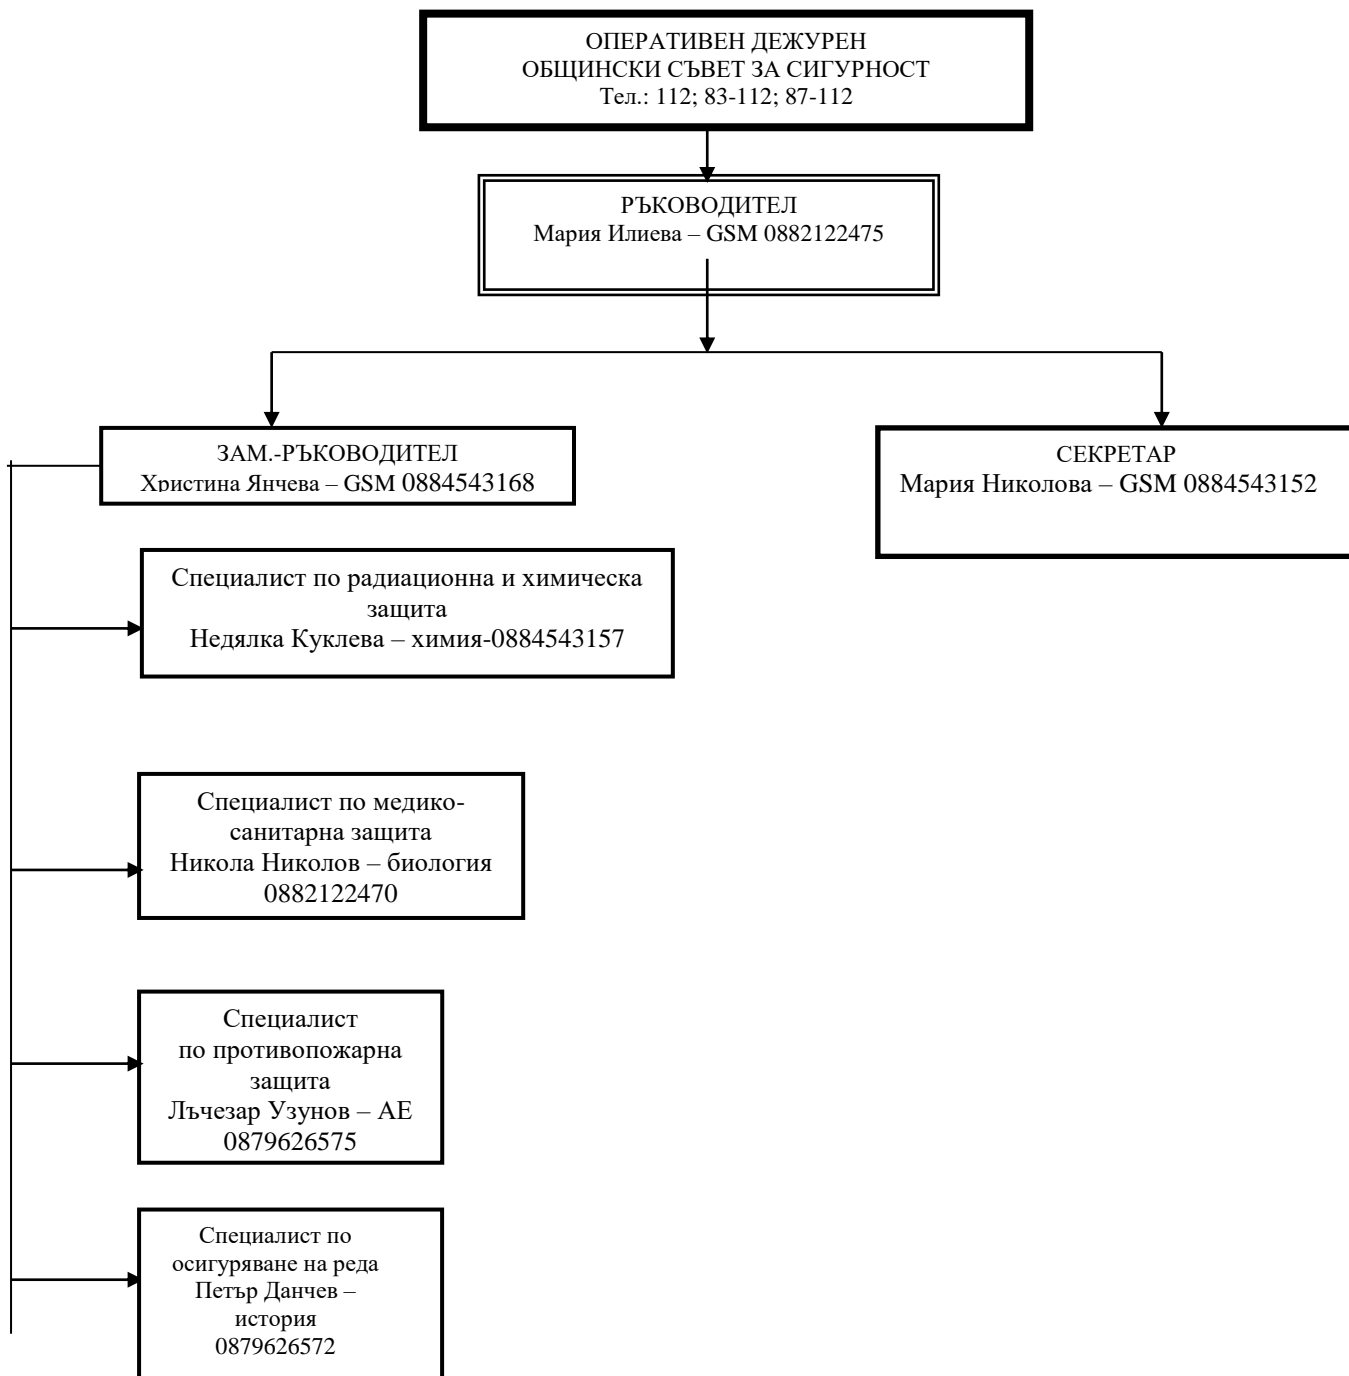 ОПЕРАТИВЕН ДЕЖУРЕН
ОБЩИНСКИ СЪВЕТ ЗА СИГУРНОСТ
Тел.: 112; 83-112; 87-112
РЪКОВОДИТЕЛ
Мария Илиева – GSM 0882122475
ЗАМ.-РЪКОВОДИТЕЛ
Христина Янчева – GSM 0884543168
СЕКРЕТАР
Мария Николова – GSM 0884543152
Специалист по радиационна и химическа
защита
Недялка Куклева – химия-0884543157
Специалист по медико-
санитарна защита
Никола Николов – биология
0882122470
Специалист
по противопожарна
защита
Лъчезар Узунов – АЕ
0879626575
Специалист по
осигуряване на реда
Петър Данчев –
история
0879626572